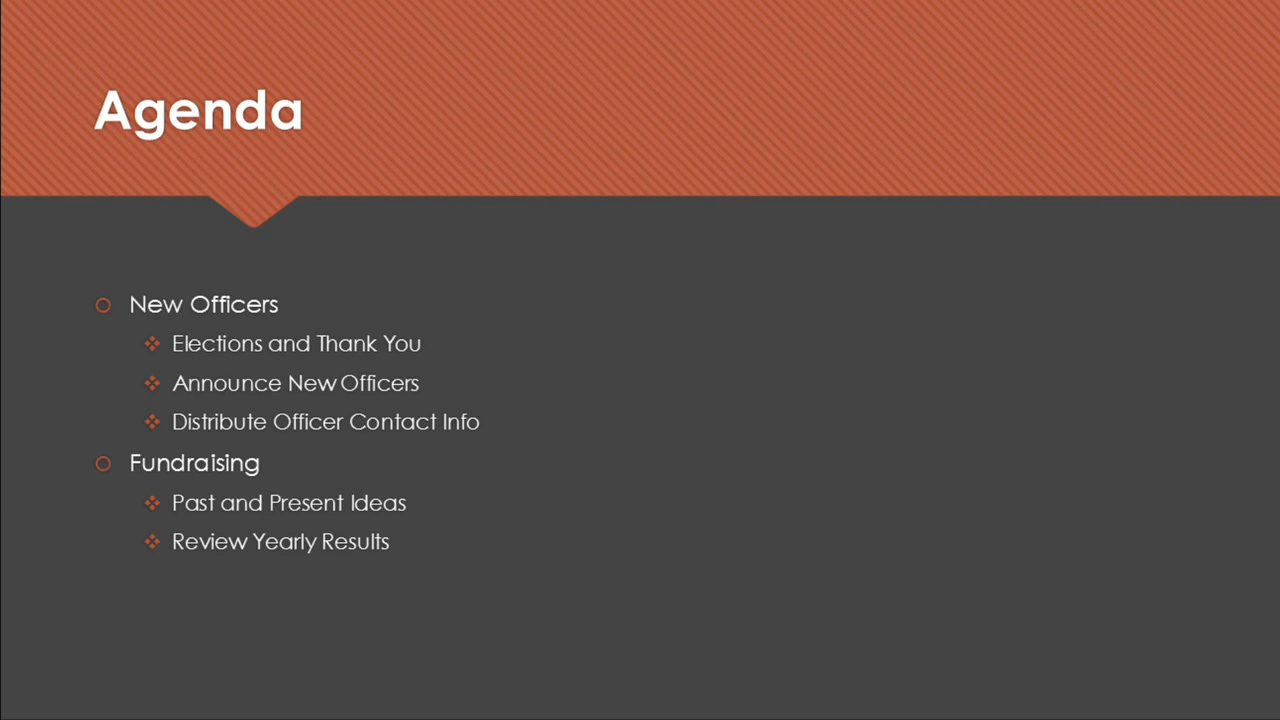 Agenda
New Officers
Elections and Thank You
Announce New Officers
Distribute Officer Contact Info
Fundraising
Past and Present Ideas
Review Yearly Results